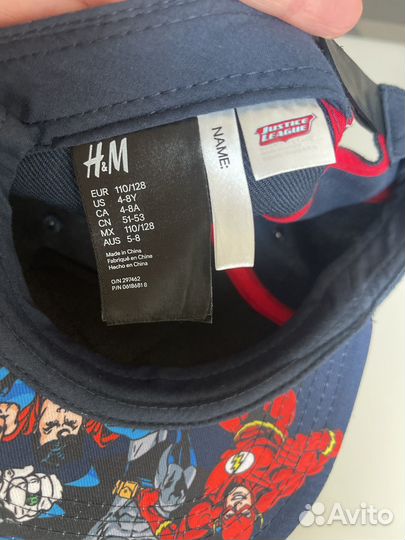 H&M
EUR 110/128
US 4-8Y
CA 4-8A
CN 51-53
MX 110/128
AUS 5-8
Made in China
Fabriqué en Chine
Hecho en China
O/N 297462
P/N 0618681 8
NAME:
JUSTICE
LEAGUE
Avito